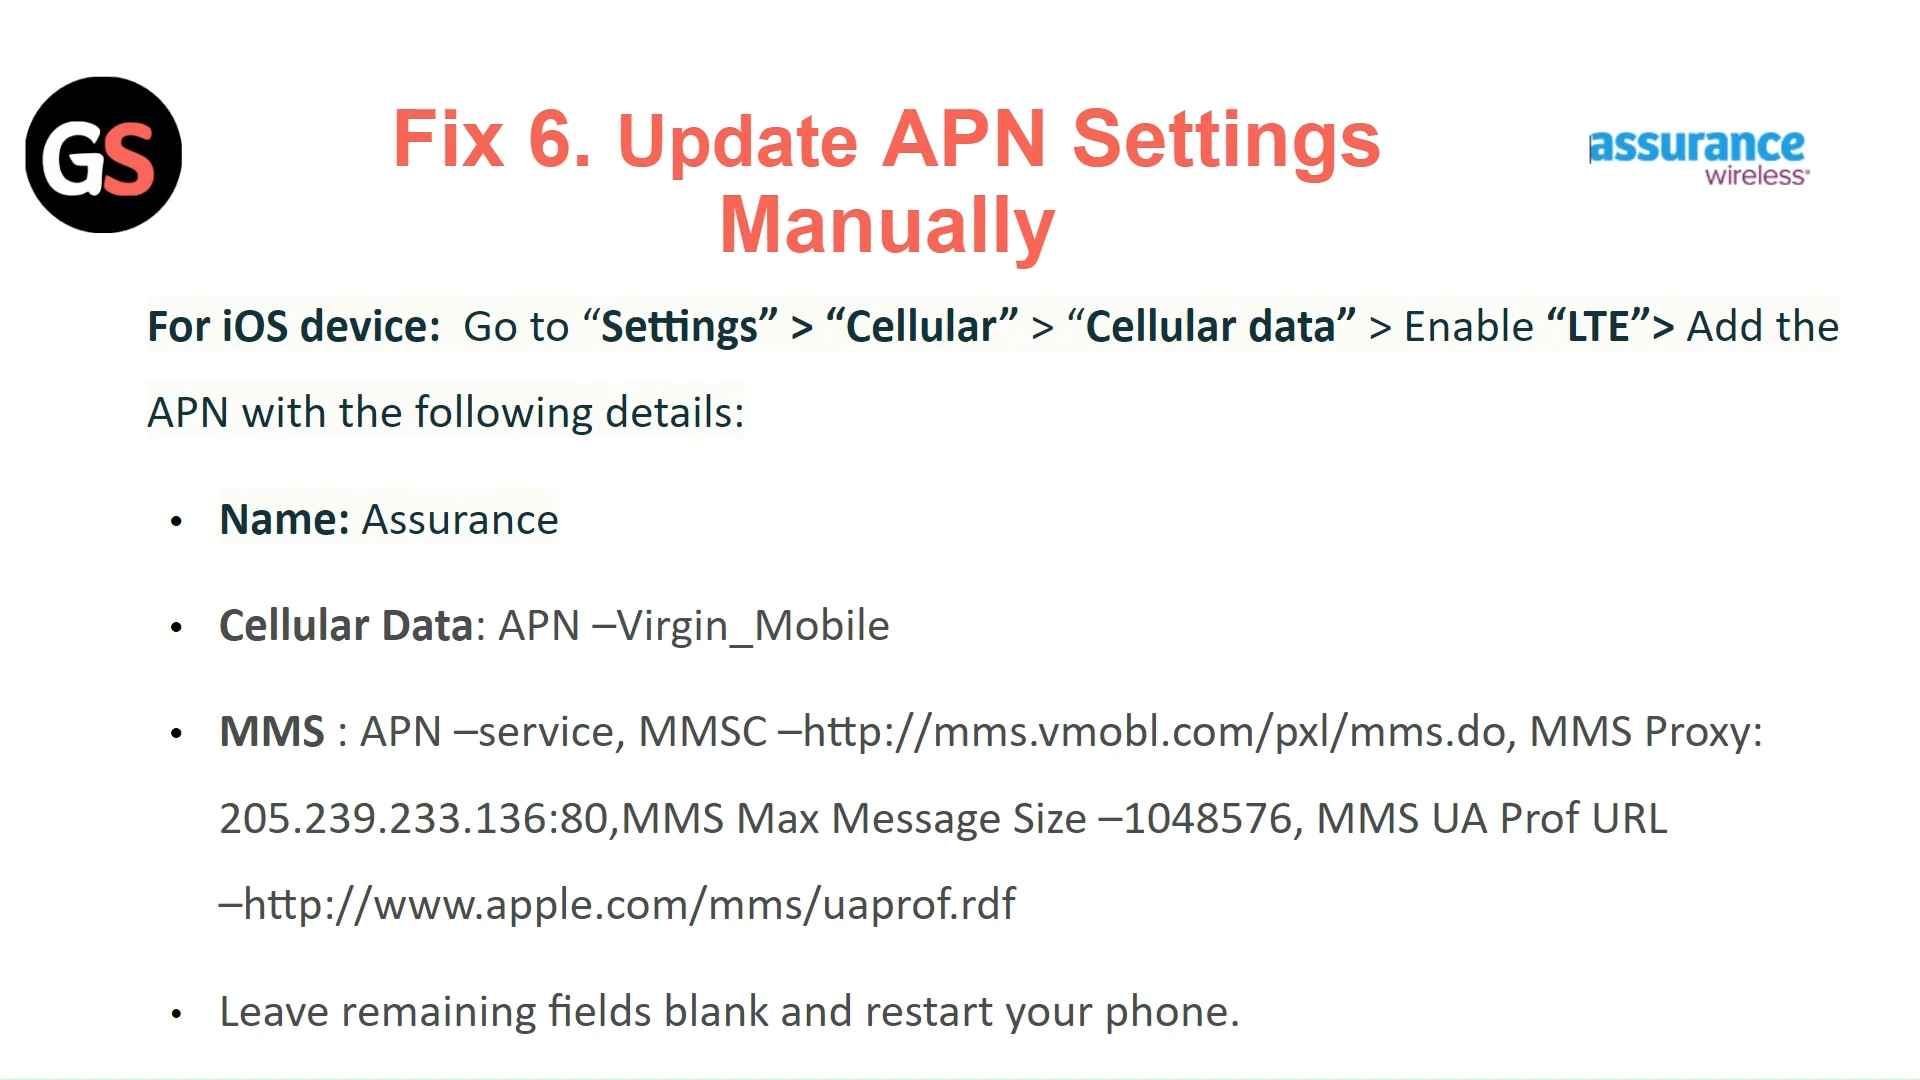 GS
Fix 6. Update APN Settings
Manually
assurance
wireless®
For iOS device:  Go to “Settings” > “Cellular” > “Cellular data” > Enable “LTE”> Add the
APN with the following details:
• Name: Assurance
• Cellular Data: APN –Virgin_Mobile
• MMS : APN –service, MMSC –http://mms.vmobl.com/pxl/mms.do, MMS Proxy:
205.239.233.136:80,MMS Max Message Size –1048576, MMS UA Prof URL
–http://www.apple.com/mms/uaprof.rdf
• Leave remaining fields blank and restart your phone.